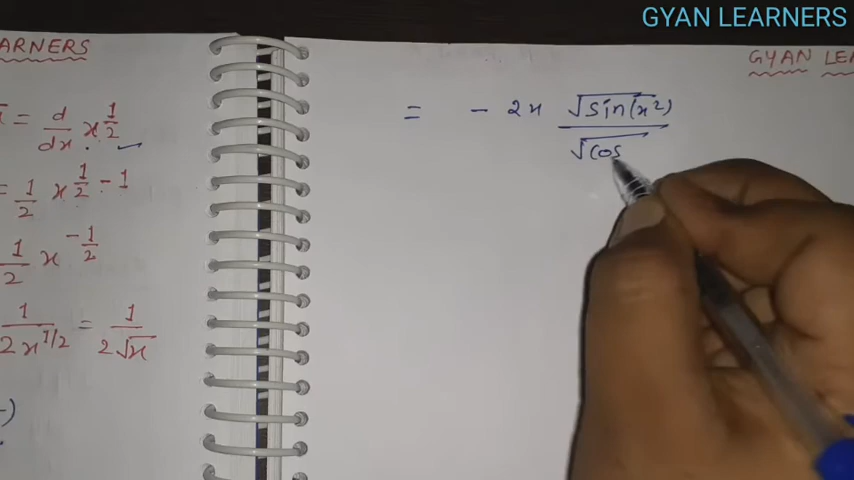 GYAN LEARNERS
ARNERS
GYAN LEA
= d/dx x^1/2
= 1/2 x^1/2 - 1
1/2 x^-1/2
1/2x^1/2 = 1/2√x
= - 2x √sin(x²)/√cos